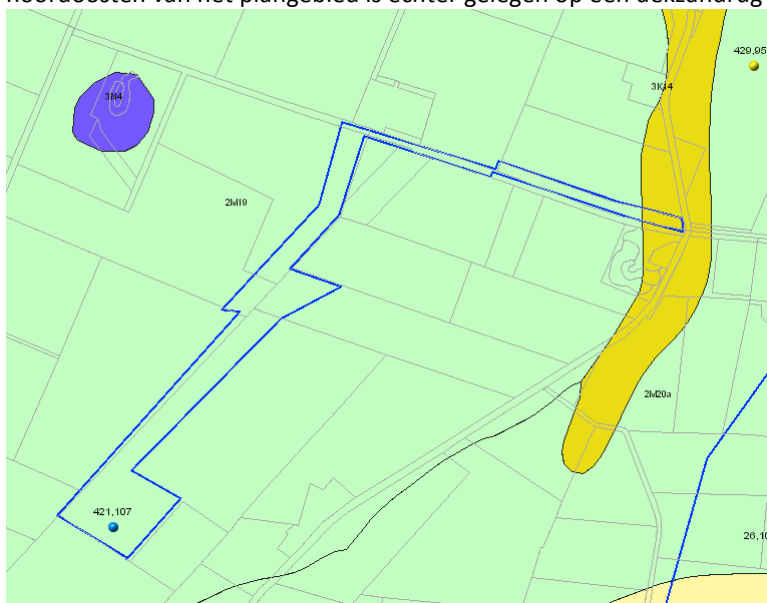 noordoosten van het plangebied is echter gelegen op een dekzandrug
429,95
3N4
3K14
2M19
2M20a
421,107
26,10